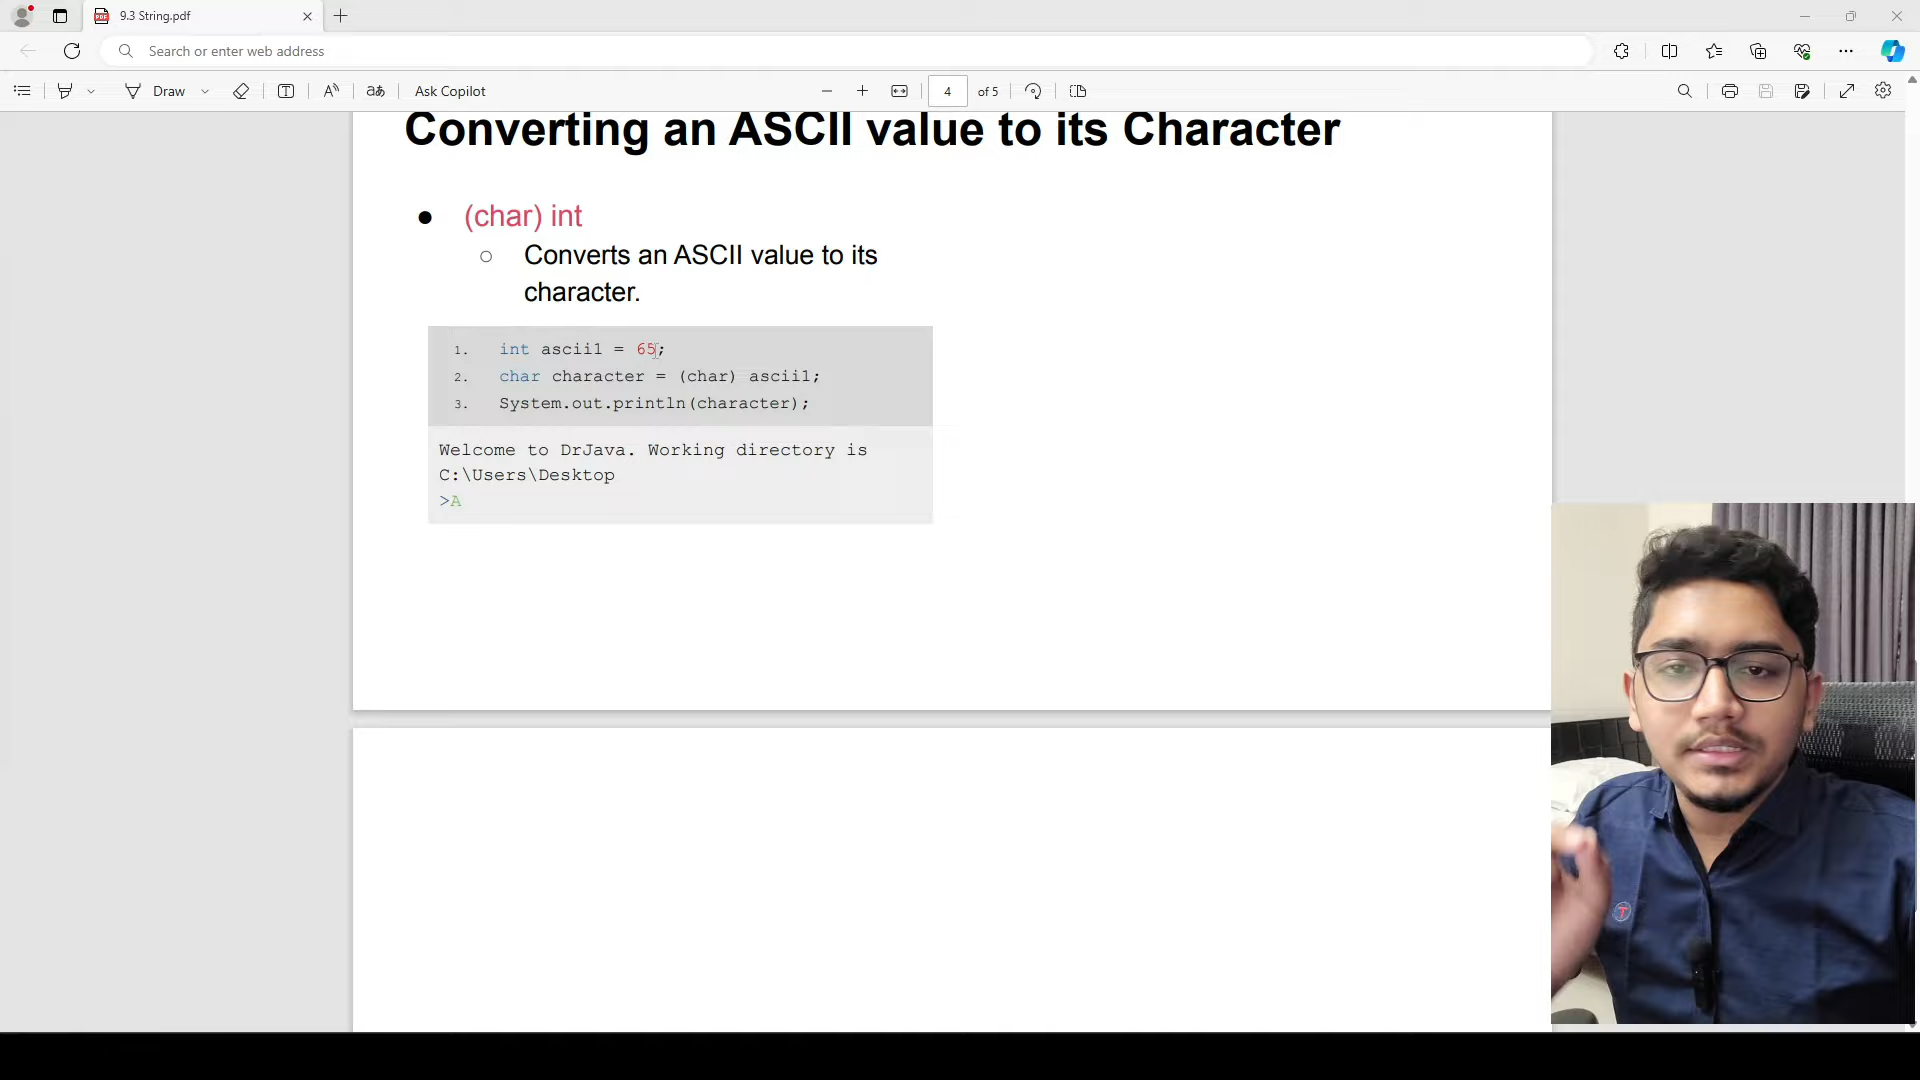 9.3 String.pdf
Search or enter web address
Draw
aあ
Ask Copilot
4
of 5
Converting an ASCII value to its Character
● (char) int
○ Converts an ASCII value to its
character.
1. int ascii1 = 65;
2. char character = (char) ascii1;
3. System.out.println(character);
Welcome to DrJava. Working directory is
C:\Users\Desktop
>A